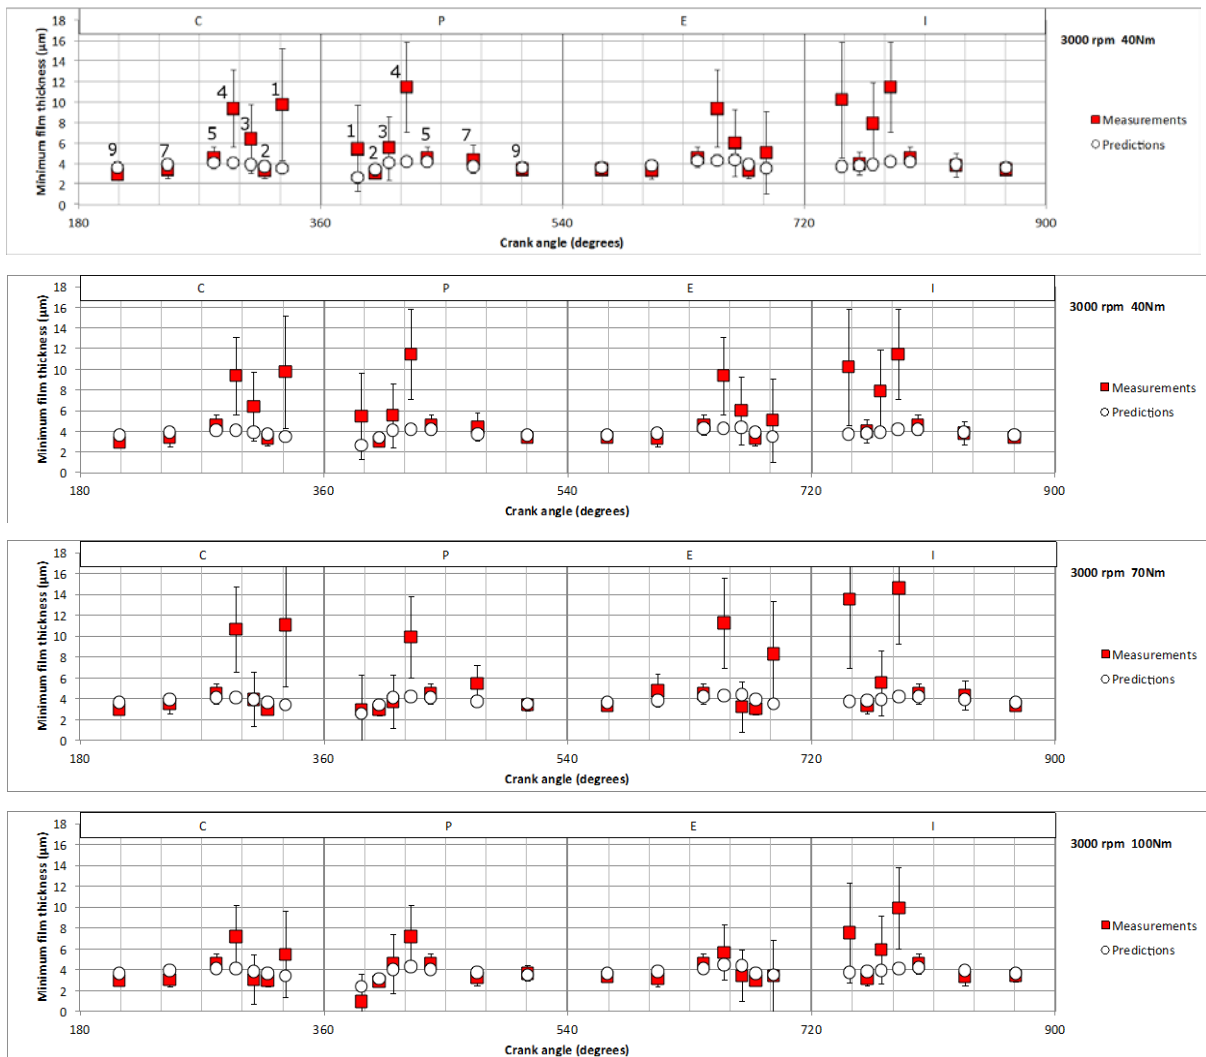 C P E I
3000 rpm 40Nm
Minimum film thickness (µm)
18
16
14
12
10
8
6
4
2
0
9 7 5 4 3 2 1 1 2 3 4 5 7 9
Measurements
Predictions
180 360 540 720 900
Crank angle (degrees)
C P E I
3000 rpm 40Nm
Minimum film thickness (µm)
18
16
14
12
10
8
6
4
2
0
Measurements
Predictions
180 360 540 720 900
Crank angle (degrees)
C P E I
3000 rpm 70Nm
Minimum film thickness (µm)
18
16
14
12
10
8
6
4
2
0
Measurements
Predictions
180 360 540 720 900
Crank angle (degrees)
C P E I
3000 rpm 100Nm
Minimum film thickness (µm)
18
16
14
12
10
8
6
4
2
0
Measurements
Predictions
180 360 540 720 900
Crank angle (degrees)